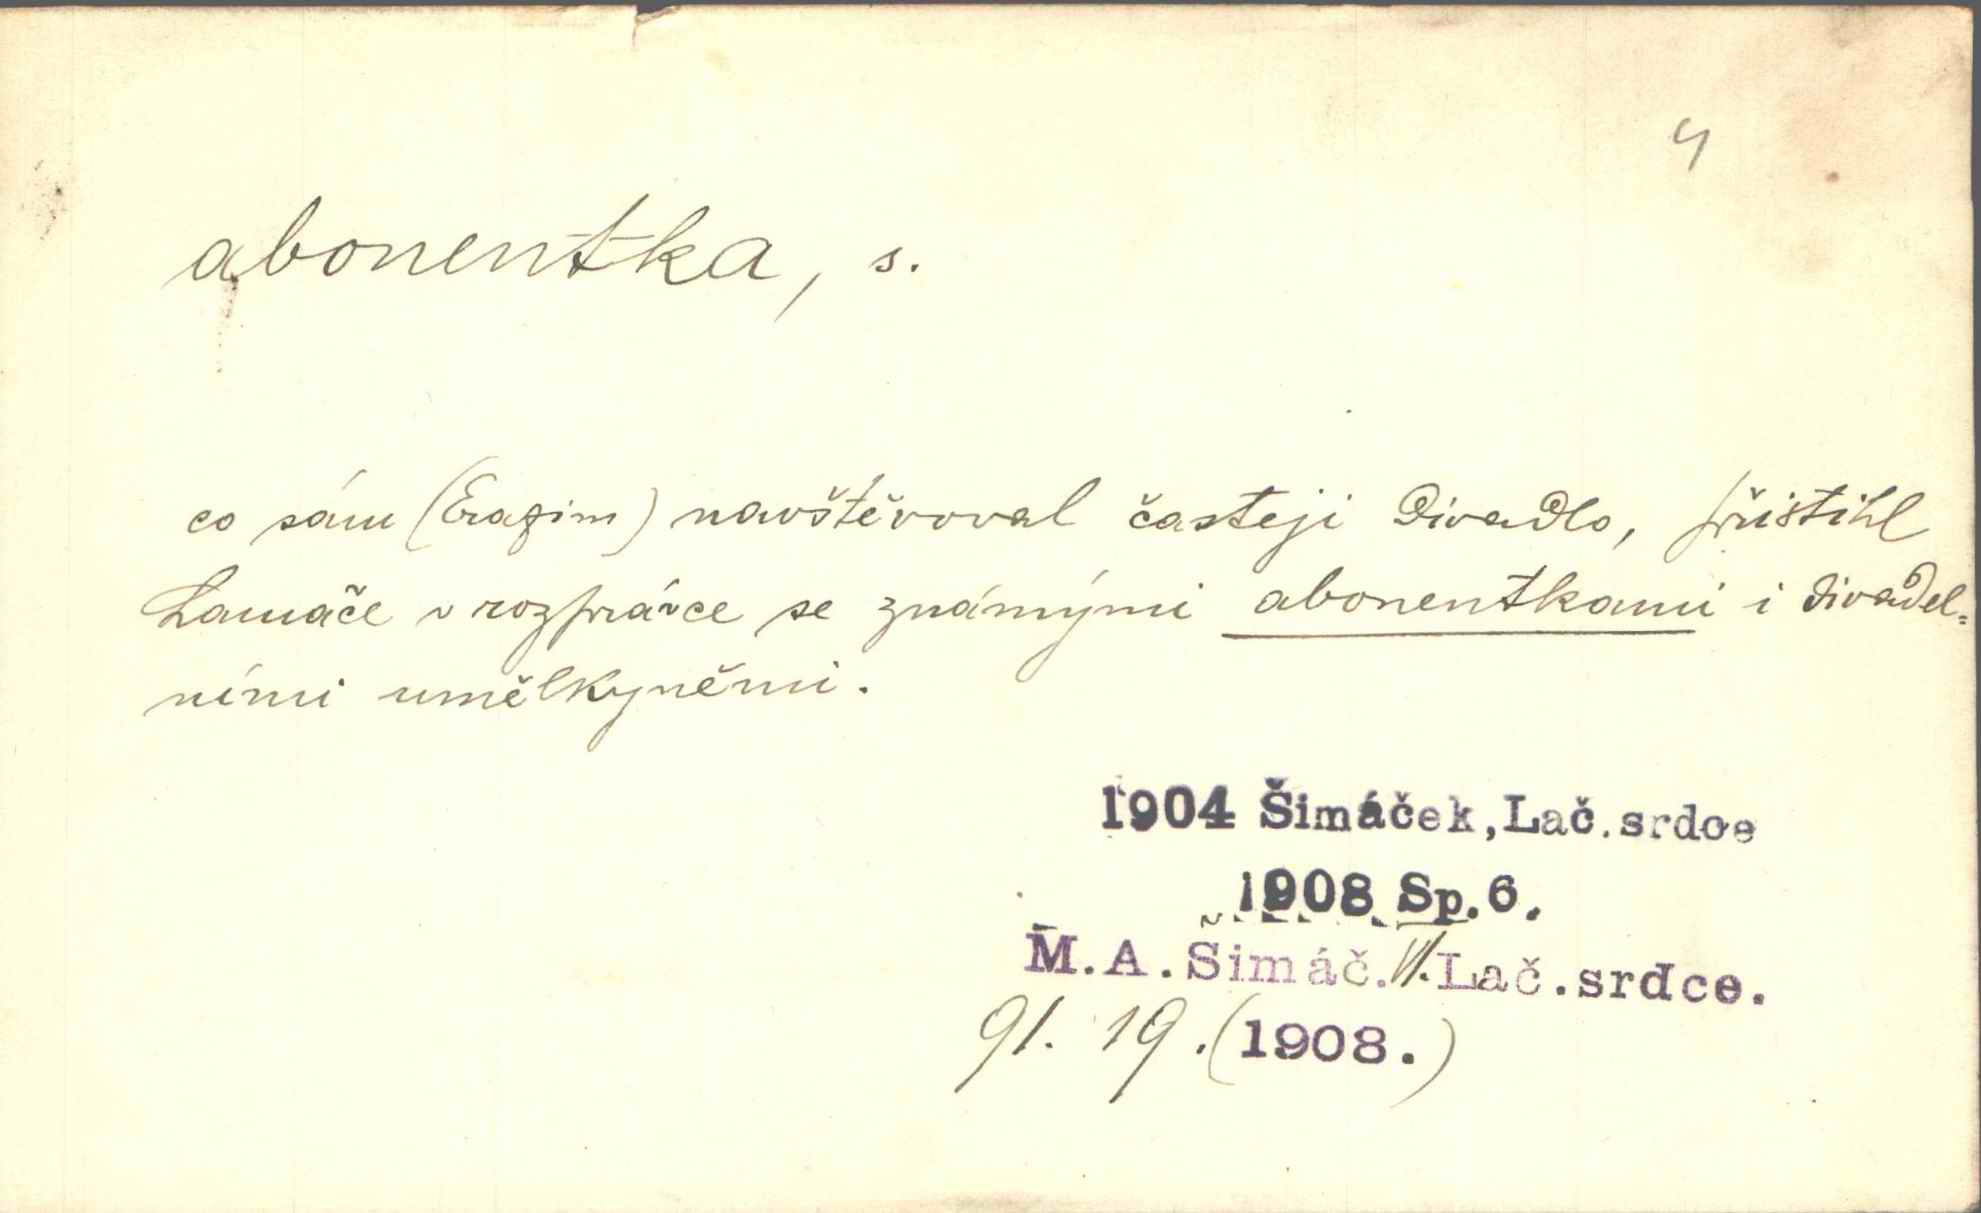 4
abonentka, s.
co sám (Erazim) navštěvoval častěji divadlo, přistihl
Lamače v rozprávce se známými abonentkami i divadel-
ními umělkyněmi.
1904 Šimáček, Lač. srdce
1908 Sp. 6.
M. A. Šimáč. VI. Lač. srdce.
91. 19. (1908.)